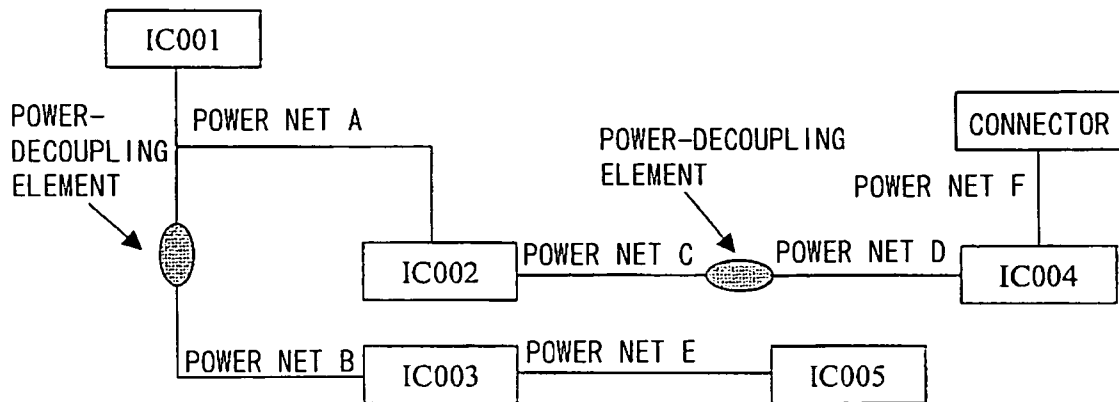 IC001
POWER-
DECOUPLING
ELEMENT
POWER NET A
POWER-DECOUPLING
ELEMENT
CONNECTOR
POWER NET F
IC002
POWER NET C
POWER NET D
IC004
POWER NET B
IC003
POWER NET E
IC005